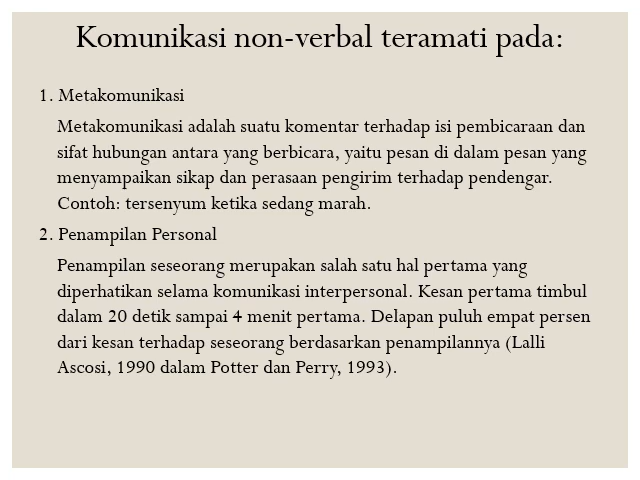 Komunikasi non-verbal teramati pada:
1. Metakomunikasi
Metakomunikasi adalah suatu komentar terhadap isi pembicaraan dan
sifat hubungan antara yang berbicara, yaitu pesan di dalam pesan yang
menyampaikan sikap dan perasaan pengirim terhadap pendengar.
Contoh: tersenyum ketika sedang marah.
2. Penampilan Personal
Penampilan seseorang merupakan salah satu hal pertama yang
diperhatikan selama komunikasi interpersonal. Kesan pertama timbul
dalam 20 detik sampai 4 menit pertama. Delapan puluh empat persen
dari kesan terhadap seseorang berdasarkan penampilannya (Lalli
Ascosi, 1990 dalam Potter dan Perry, 1993).